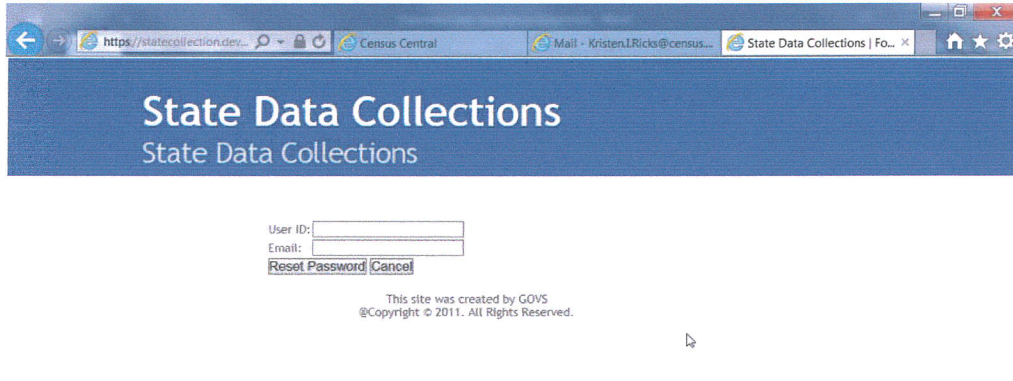 https://statecollection.dev...
Census Central
Mail - Kristen.I.Ricks@census...
State Data Collections | Fo...
State Data Collections
State Data Collections
User ID:
Email:
Reset Password Cancel
This site was created by GOVS
@Copyright © 2011. All Rights Reserved.